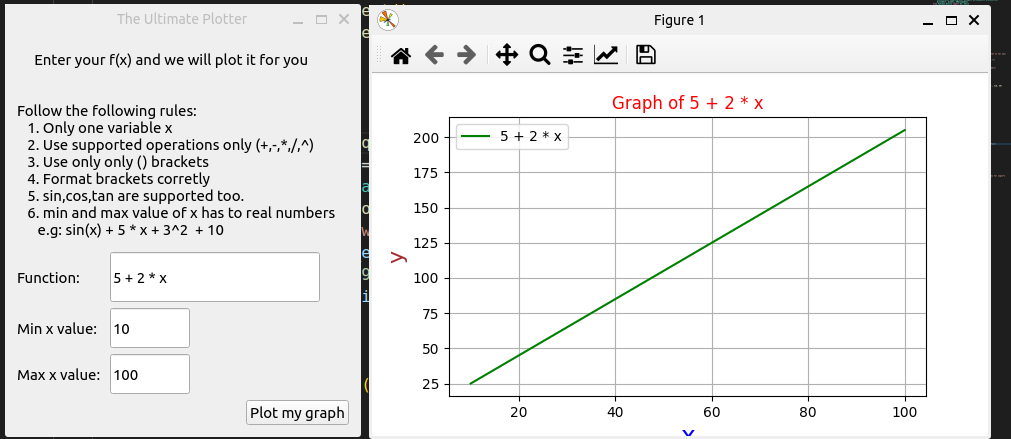 The Ultimate Plotter
Enter your f(x) and we will plot it for you
Follow the following rules:
1. Only one variable x
2. Use supported operations only (+,-,*,/,^)
3. Use only only () brackets
4. Format brackets corretly
5. sin,cos,tan are supported too.
6. min and max value of x has to real numbers
e.g: sin(x) + 5 * x + 3^2 + 10
Function:
5 + 2 * x
Min x value:
10
Max x value:
100
Plot my graph
Figure 1
Graph of 5 + 2 * x
5 + 2 * x
y
200
175
150
125
100
75
50
25
20
40
60
80
100
x